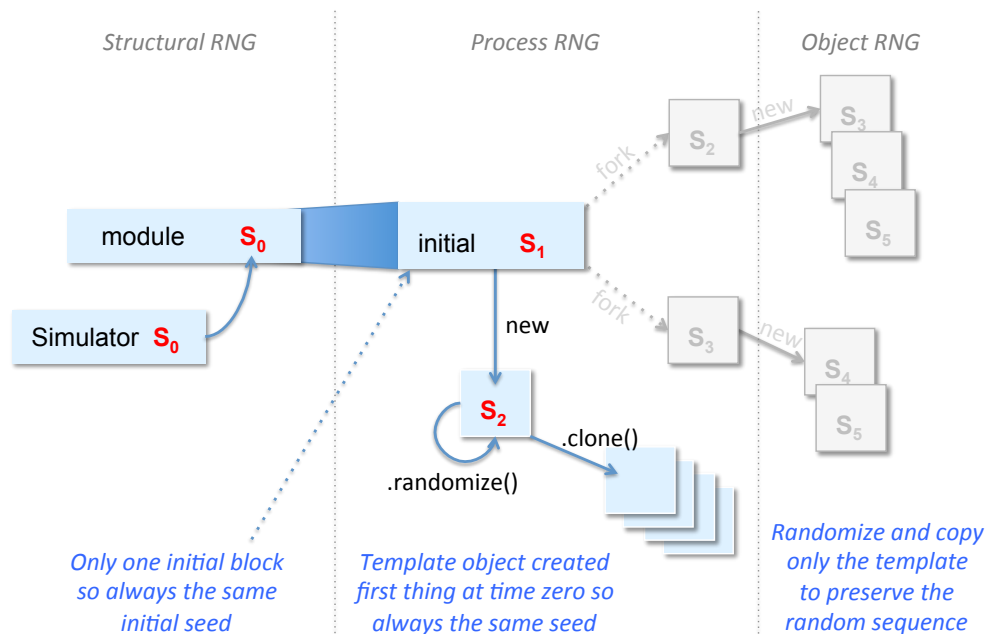 Structural RNG
Process RNG
Object RNG
S3
new
S2
fork
S4
S5
module S0
initial S1
Simulator S0
new
fork
S3
new
S4
S5
S2
.clone()
.randomize()
Only one initial block
so always the same
initial seed
Template object created
first thing at time zero so
always the same seed
Randomize and copy
only the template
to preserve the
random sequence